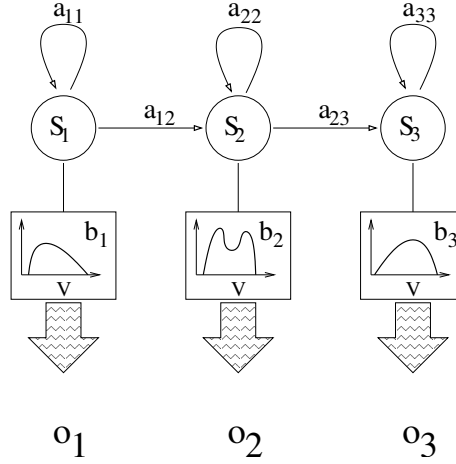 a₁₁ a₂₂ a₃₃
S₁ a₁₂ S₂ a₂₃ S₃
b₁ b₂ b₃
v v v
o₁ o₂ o₃